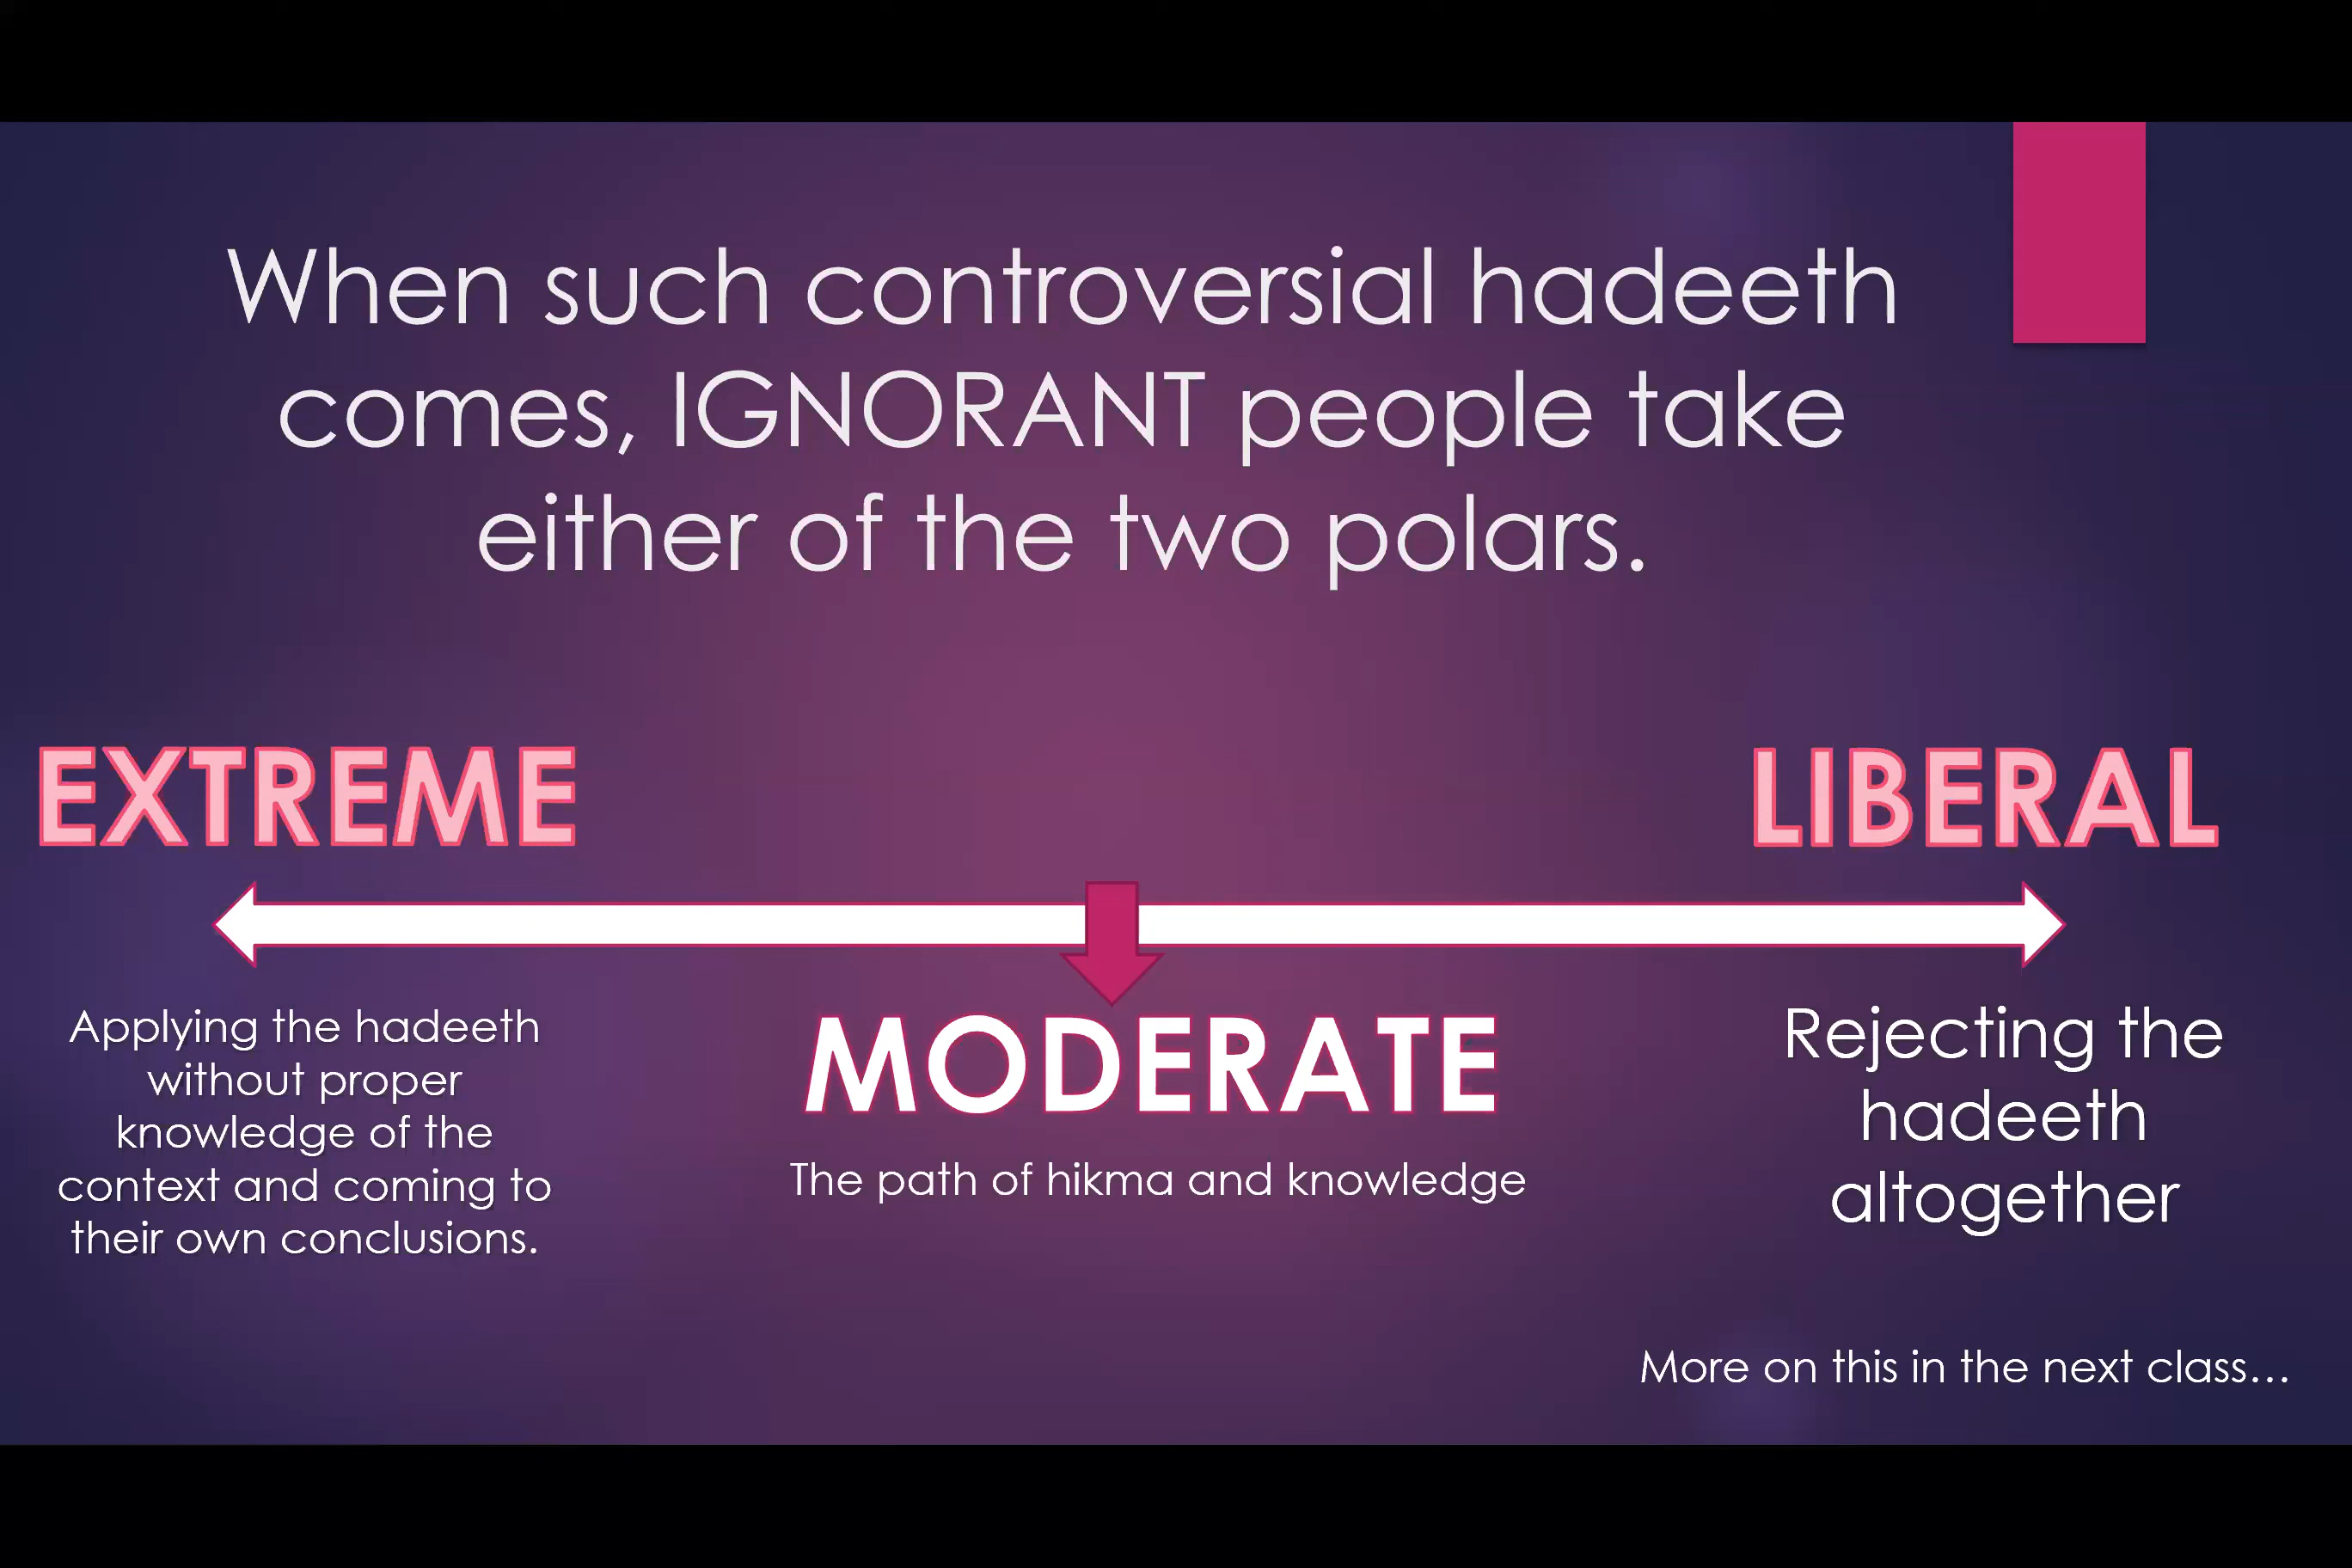 When such controversial hadeeth
comes, IGNORANT people take
either of the two polars.
EXTREME
LIBERAL
Applying the hadeeth
without proper
knowledge of the
context and coming to
their own conclusions.
MODERATE
The path of hikma and knowledge
Rejecting the
hadeeth
altogether
More on this in the next class...